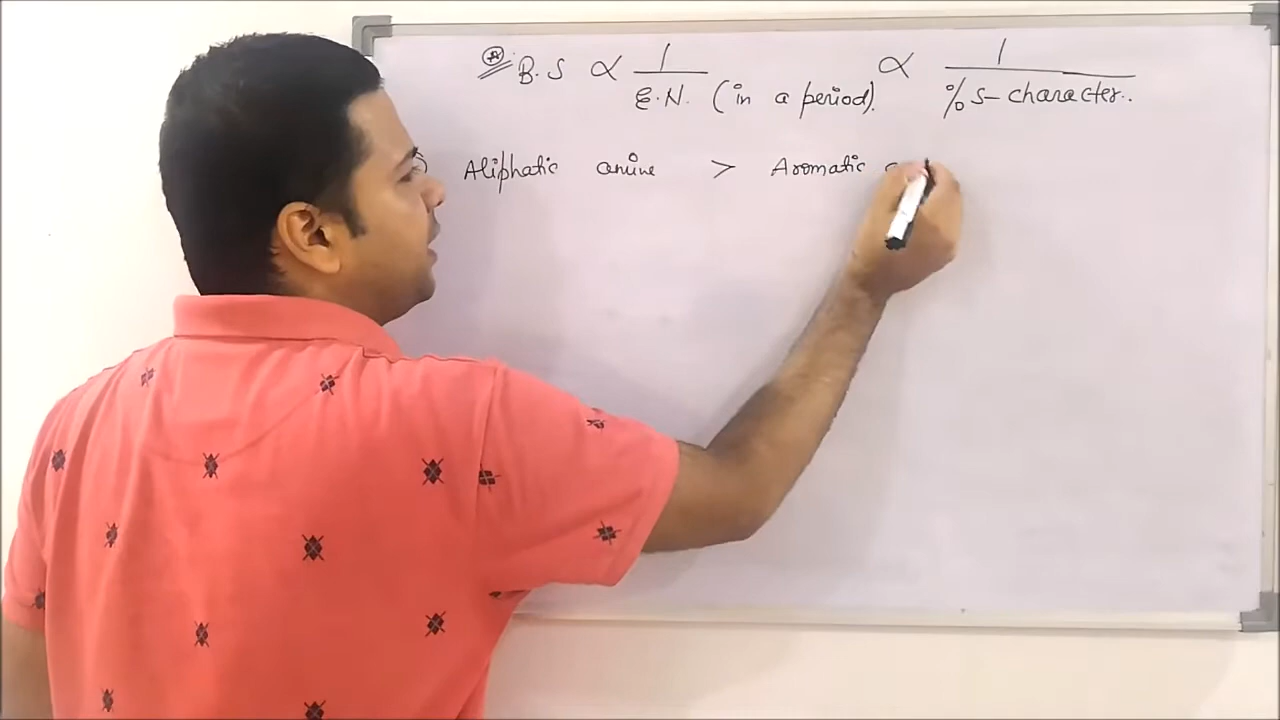 B.S ∝ 1/E.N. (in a period). ∝ 1/% s-character..
Aliphatic amine > Aromatic a